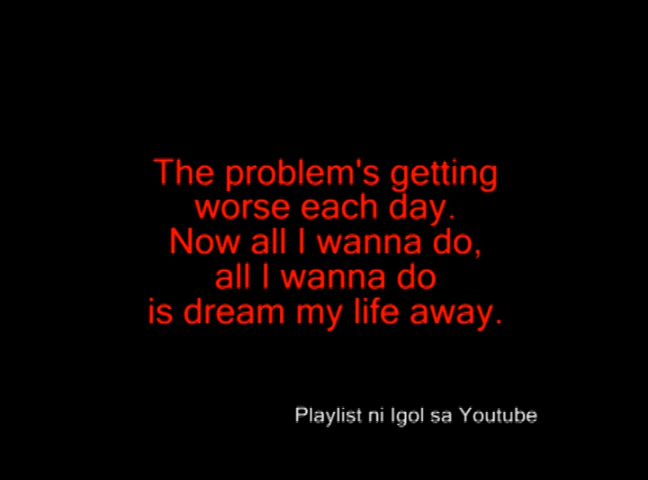 The problem's getting
worse each day.
Now all I wanna do,
all I wanna do
is dream my life away.
Playlist ni Igol sa Youtube